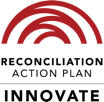 RECONCILIATION
ACTION PLAN
INNOVATE